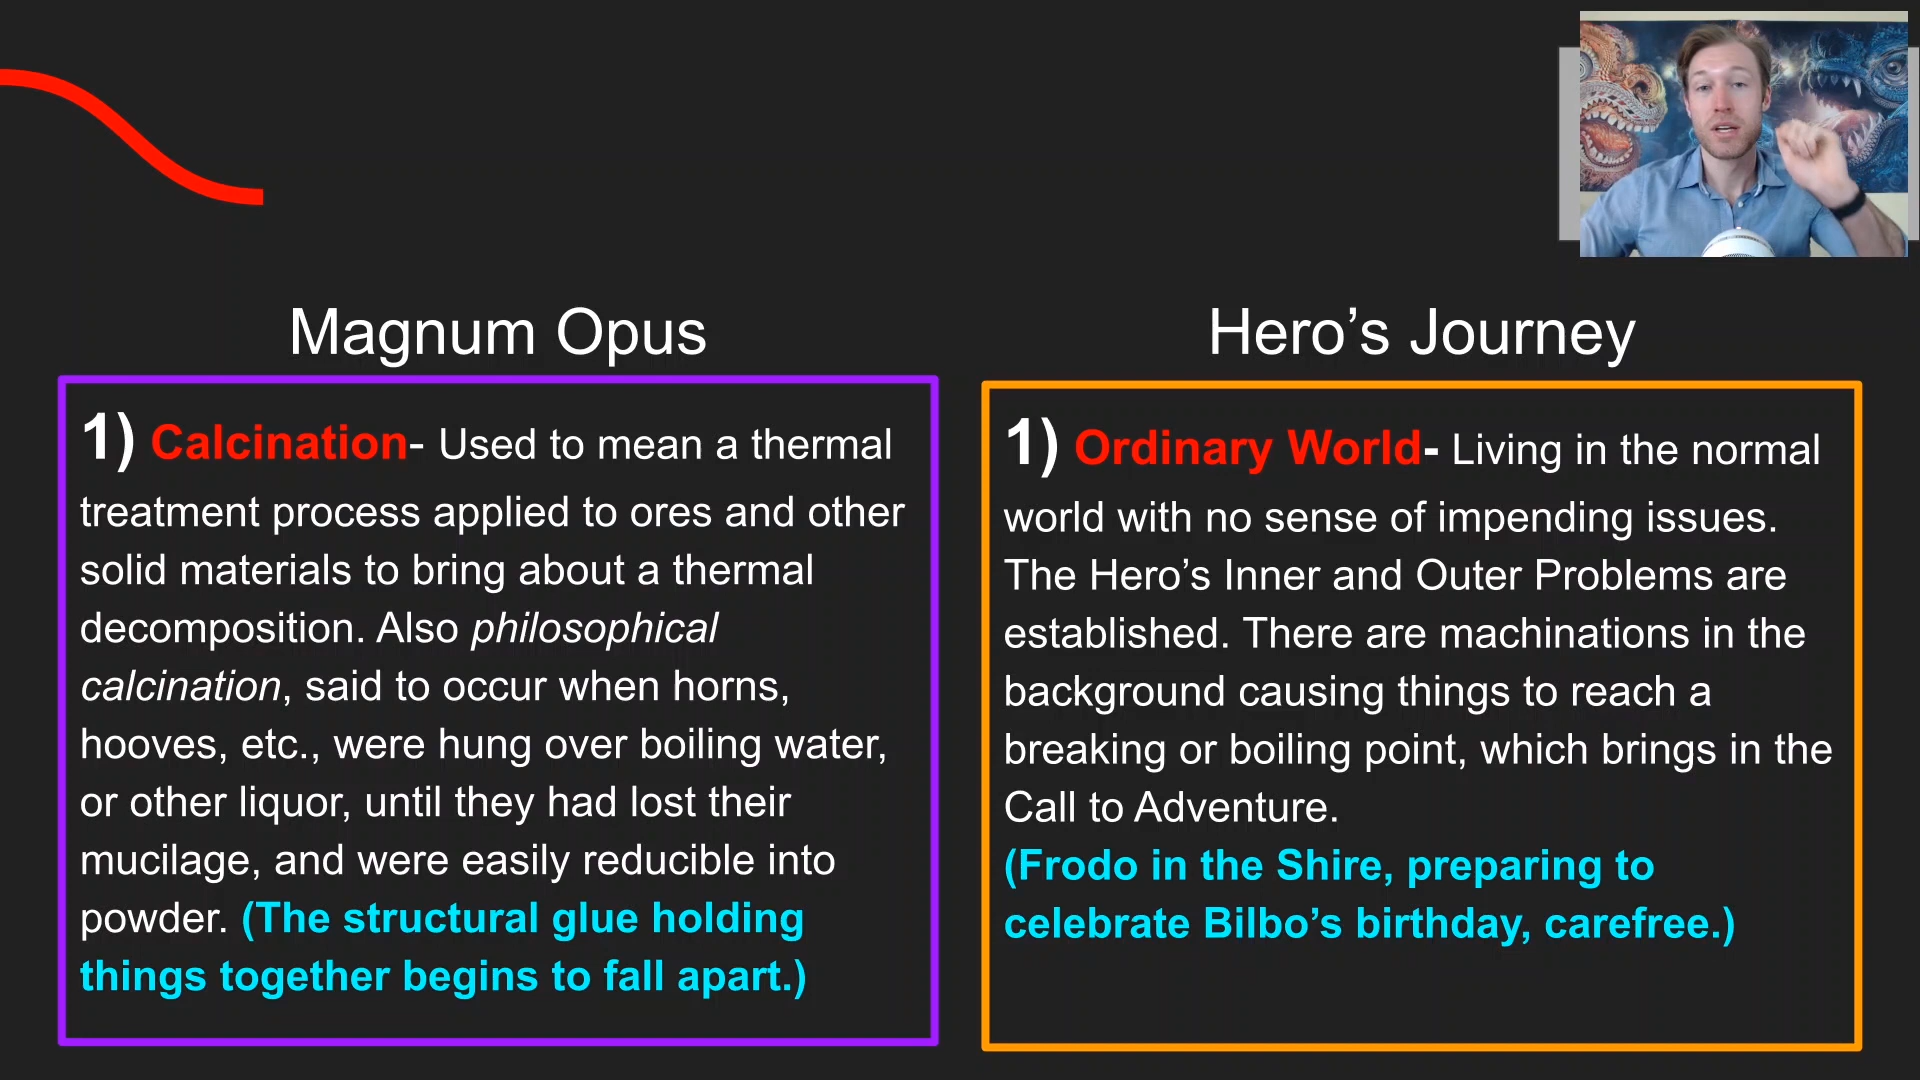 Magnum Opus
1) Calcination- Used to mean a thermal
treatment process applied to ores and other
solid materials to bring about a thermal
decomposition. Also philosophical
calcination, said to occur when horns,
hooves, etc., were hung over boiling water,
or other liquor, until they had lost their
mucilage, and were easily reducible into
powder. (The structural glue holding
things together begins to fall apart.)
Hero’s Journey
1) Ordinary World- Living in the normal
world with no sense of impending issues.
The Hero’s Inner and Outer Problems are
established. There are machinations in the
background causing things to reach a
breaking or boiling point, which brings in the
Call to Adventure.
(Frodo in the Shire, preparing to
celebrate Bilbo’s birthday, carefree.)